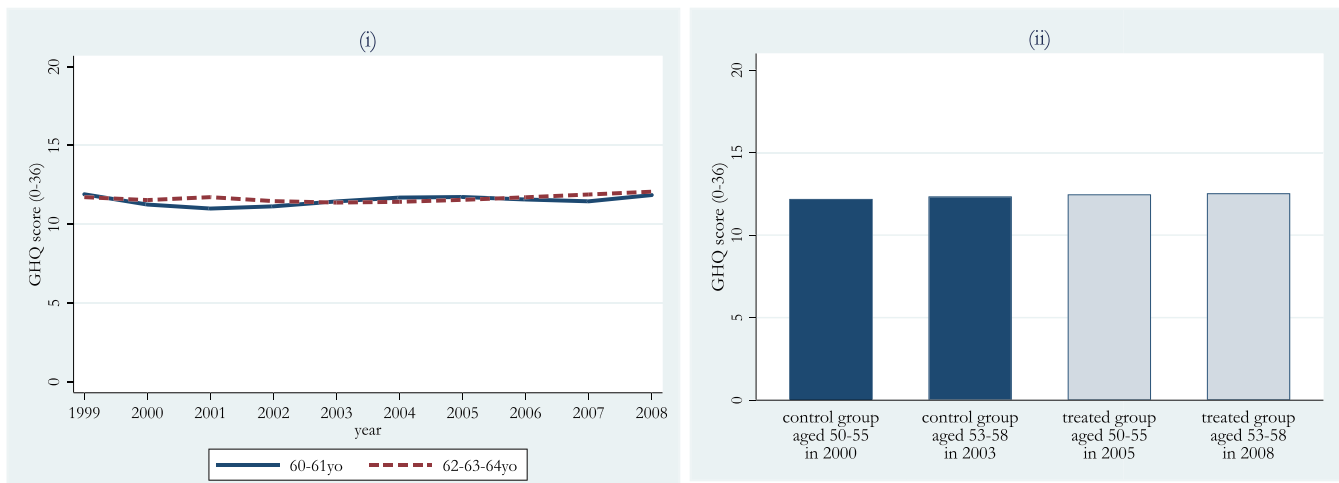 (i)
20
15
10
5
0
GHQ score (0-36)
1999 2000 2001 2002 2003 2004 2005 2006 2007 2008
year
60-61yo 62-63-64yo
(ii)
20
15
10
5
0
GHQ score (0-36)
control group control group treated group treated group
aged 50-55 aged 53-58 aged 50-55 aged 53-58
in 2000 in 2003 in 2005 in 2008